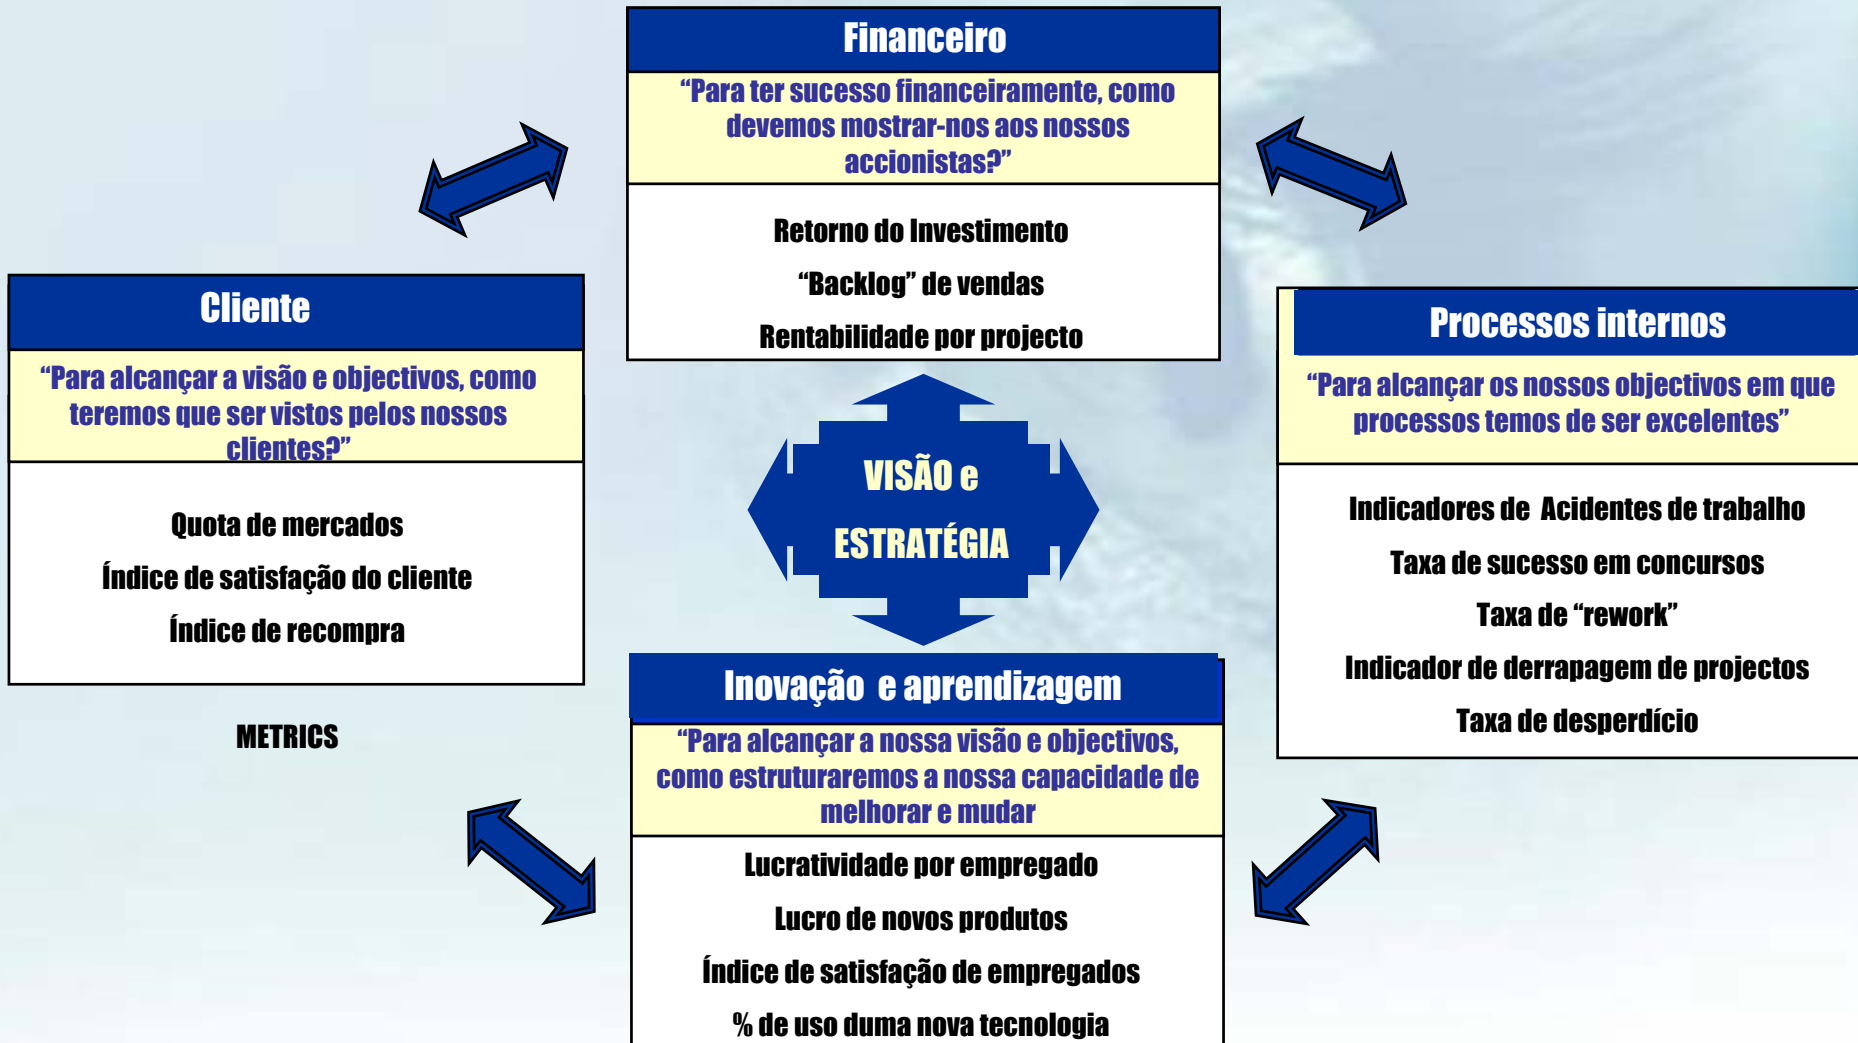 Financeiro
“Para ter sucesso financeiramente, como
devemos mostrar-nos aos nossos
accionistas?”
Retorno do Investimento
“Backlog” de vendas
Rentabilidade por projecto
Cliente
“Para alcançar a visão e objectivos, como
teremos que ser vistos pelos nossos
clientes?”
Quota de mercados
Índice de satisfação do cliente
Índice de recompra
METRICS
VISÃO e
ESTRATÉGIA
Processos internos
“Para alcançar os nossos objectivos em que
processos temos de ser excelentes”
Indicadores de Acidentes de trabalho
Taxa de sucesso em concursos
Taxa de “rework”
Indicador de derrapagem de projectos
Taxa de desperdício
Inovação e aprendizagem
“Para alcançar a nossa visão e objectivos,
como estruturaremos a nossa capacidade de
melhorar e mudar
Lucratividade por empregado
Lucro de novos produtos
Índice de satisfação de empregados
% de uso duma nova tecnologia